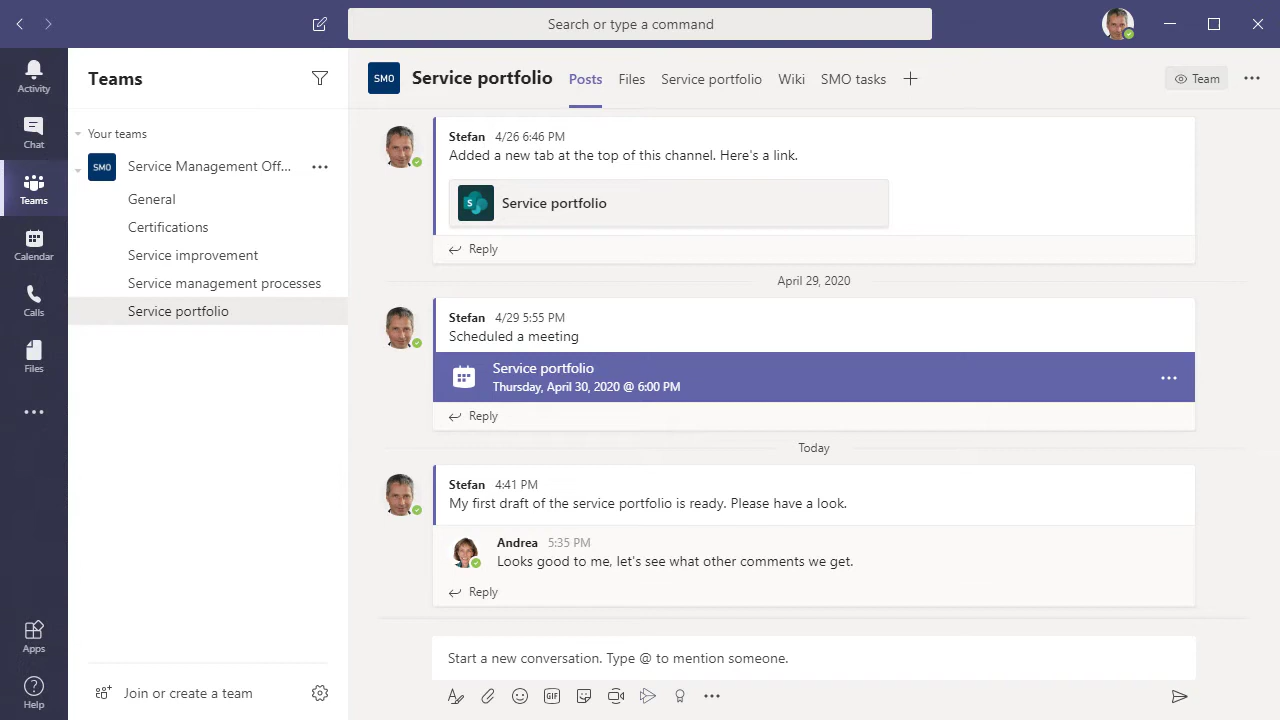 Search or type a command
Activity
Chat
Teams
Calendar
Calls
Files
Apps
Help
Teams
Your teams
SMO
Service Management Off...
General
Certifications
Service improvement
Service management processes
Service portfolio
Join or create a team
SMO
Service portfolio
Posts
Files
Service portfolio
Wiki
SMO tasks
Team
Stefan 4/26 6:46 PM
Added a new tab at the top of this channel. Here's a link.
S
Service portfolio
Reply
April 29, 2020
Stefan 4/29 5:55 PM
Scheduled a meeting
Service portfolio
Thursday, April 30, 2020 @ 6:00 PM
Reply
Today
Stefan 4:41 PM
My first draft of the service portfolio is ready. Please have a look.
Andrea 5:35 PM
Looks good to me, let's see what other comments we get.
Reply
Start a new conversation. Type @ to mention someone.
GIF